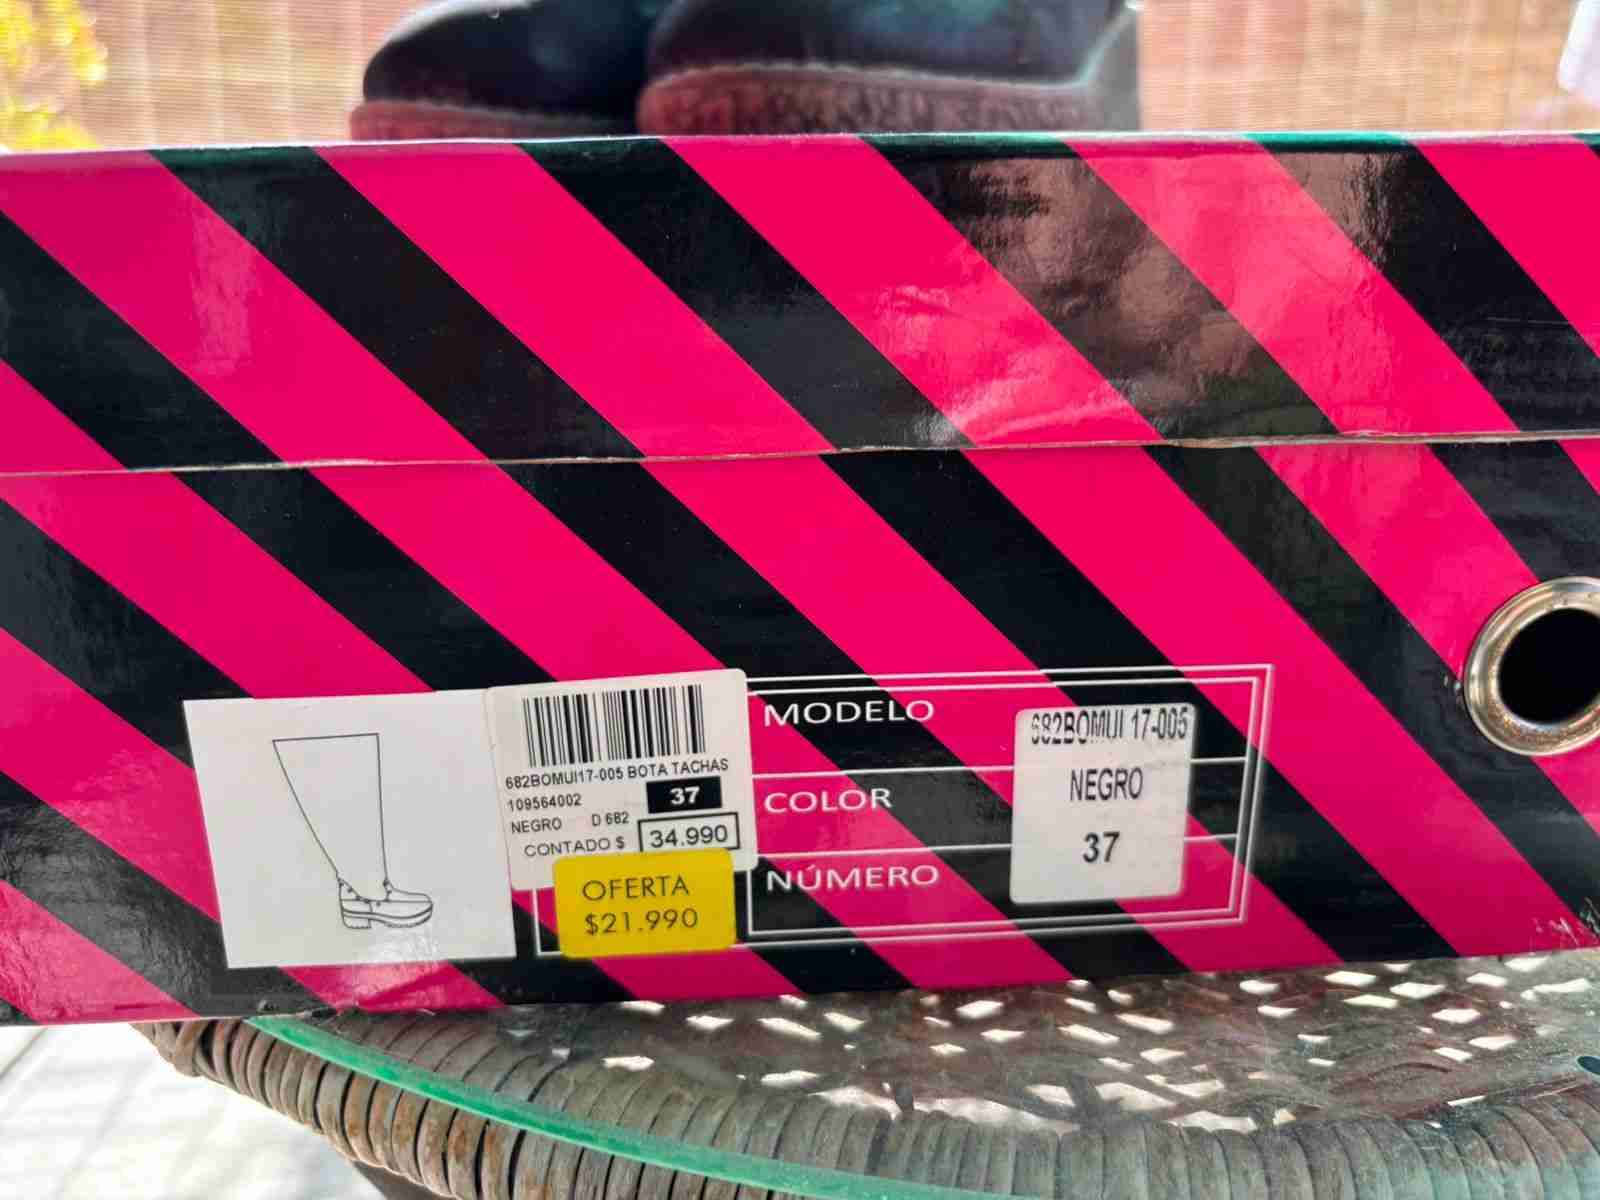 682BOMUI17-005 BOTA TACHAS
109564002 37
NEGRO D 682
CONTADO $ 34.990
OFERTA
$21.990
MODELO 682BOMUI 17-005
COLOR NEGRO
NÚMERO 37